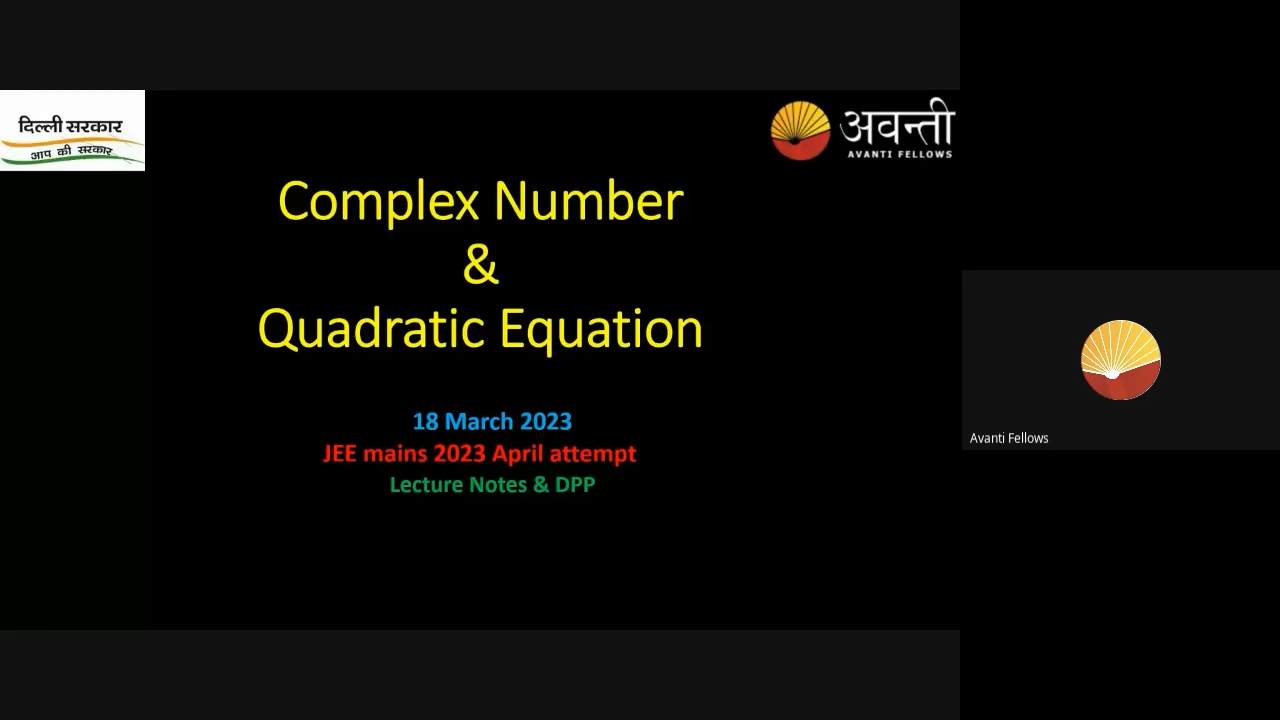 दिल्ली सरकार
आप की सरकार
अवन्ती
AVANTI FELLOWS
Complex Number
&
Quadratic Equation
18 March 2023
JEE mains 2023 April attempt
Lecture Notes & DPP
Avanti Fellows